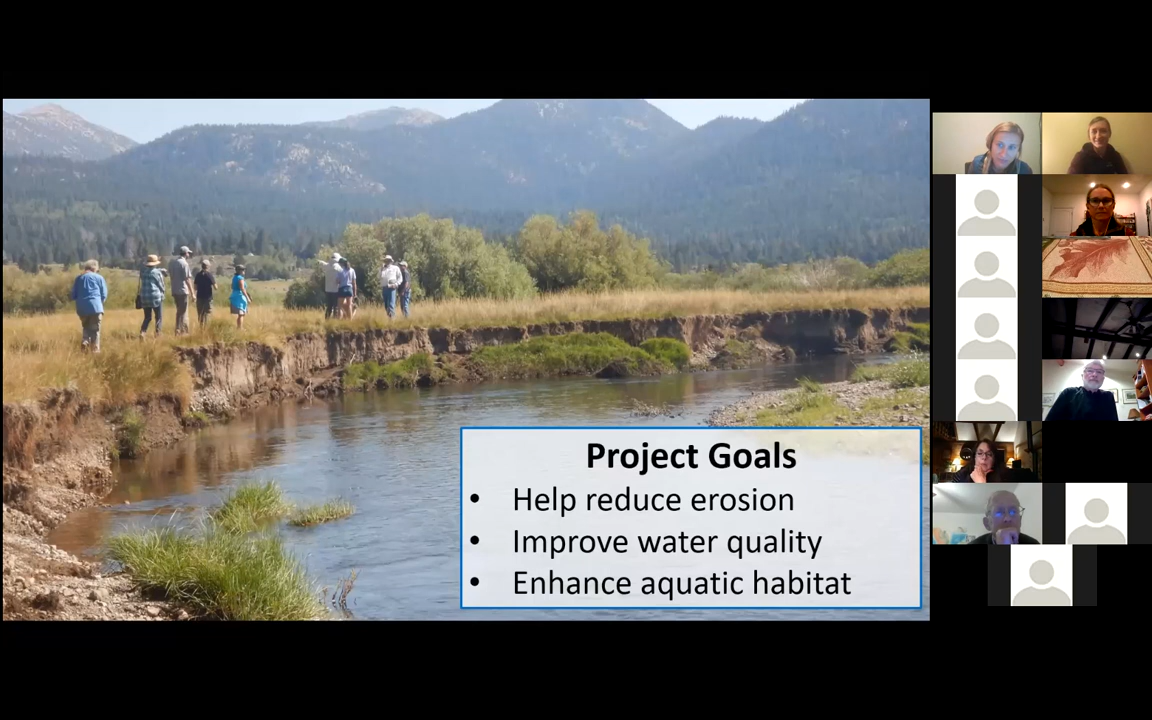 Project Goals
• Help reduce erosion
• Improve water quality
• Enhance aquatic habitat